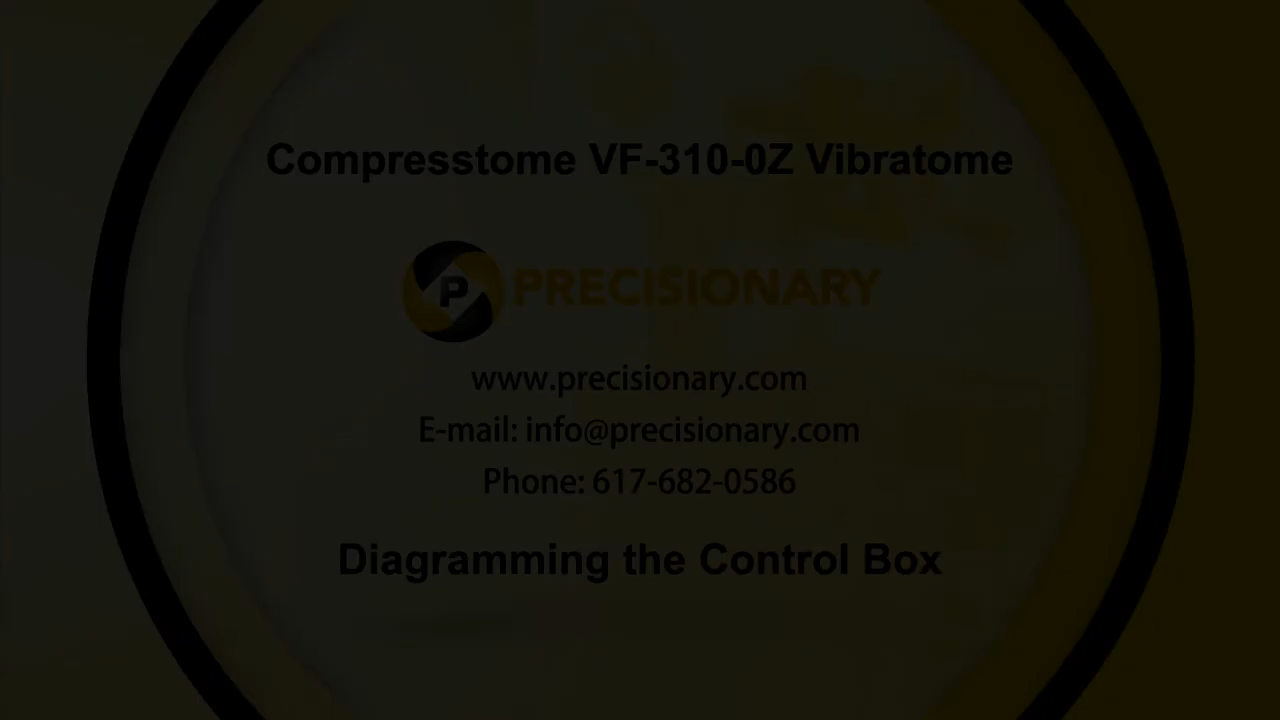 Compresstome VF-310-0Z Vibratome
P PRECISIONARY
www.precisionary.com
E-mail: info@precisionary.com
Phone: 617-682-0586
Diagramming the Control Box